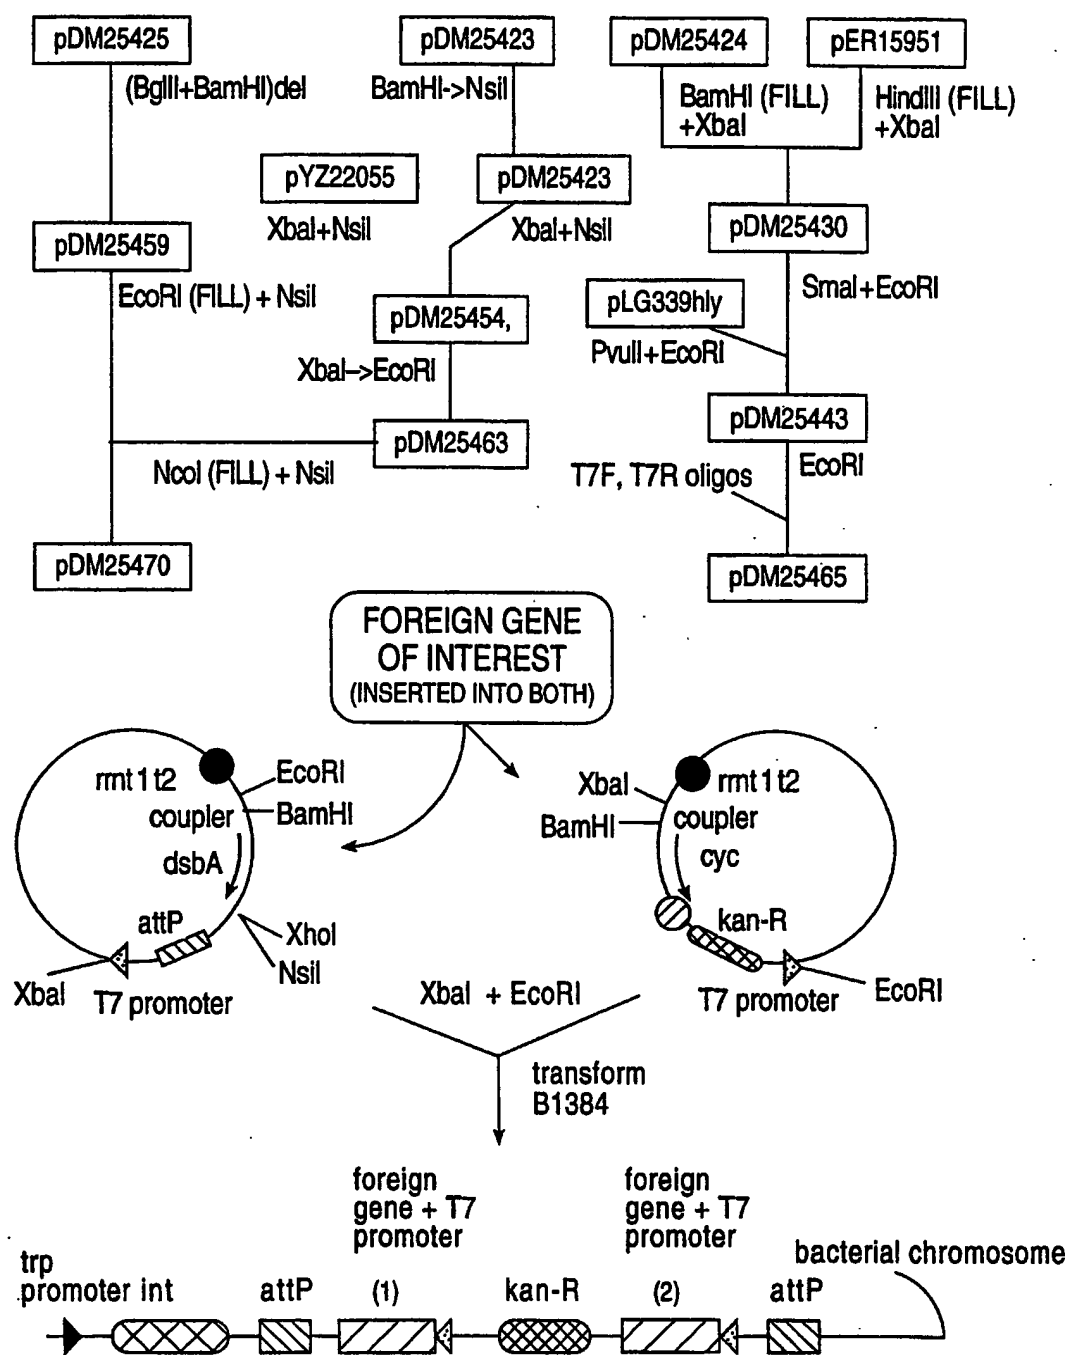 pDM25425
pDM25423
pDM25424
pER15951
(BglII+BamHI)del
BamHI->NsiI
BamHI (FILL)
+XbaI
HindIII (FILL)
+XbaI
pYZ22055
pDM25423
XbaI+NsiI
XbaI+NsiI
pDM25459
pDM25430
EcoRI (FILL) + NsiI
SmaI+EcoRI
pLG339hly
pDM25454,
PvuII+EcoRI
XbaI->EcoRI
pDM25443
pDM25463
EcoRI
NcoI (FILL) + NsiI
T7F, T7R oligos
pDM25470
pDM25465
FOREIGN GENE
OF INTEREST
(INSERTED INTO BOTH)
rrnt1t2
EcoRI
coupler
BamHI
dsbA
attP
XhoI
NsiI
XbaI
T7 promoter
XbaI
rrnt1t2
BamHI
coupler
cyc
kan-R
T7 promoter
EcoRI
XbaI + EcoRI
transform
B1384
foreign
gene + T7
promoter
foreign
gene + T7
promoter
bacterial chromosome
trp
promoter int
attP
(1)
kan-R
(2)
attP